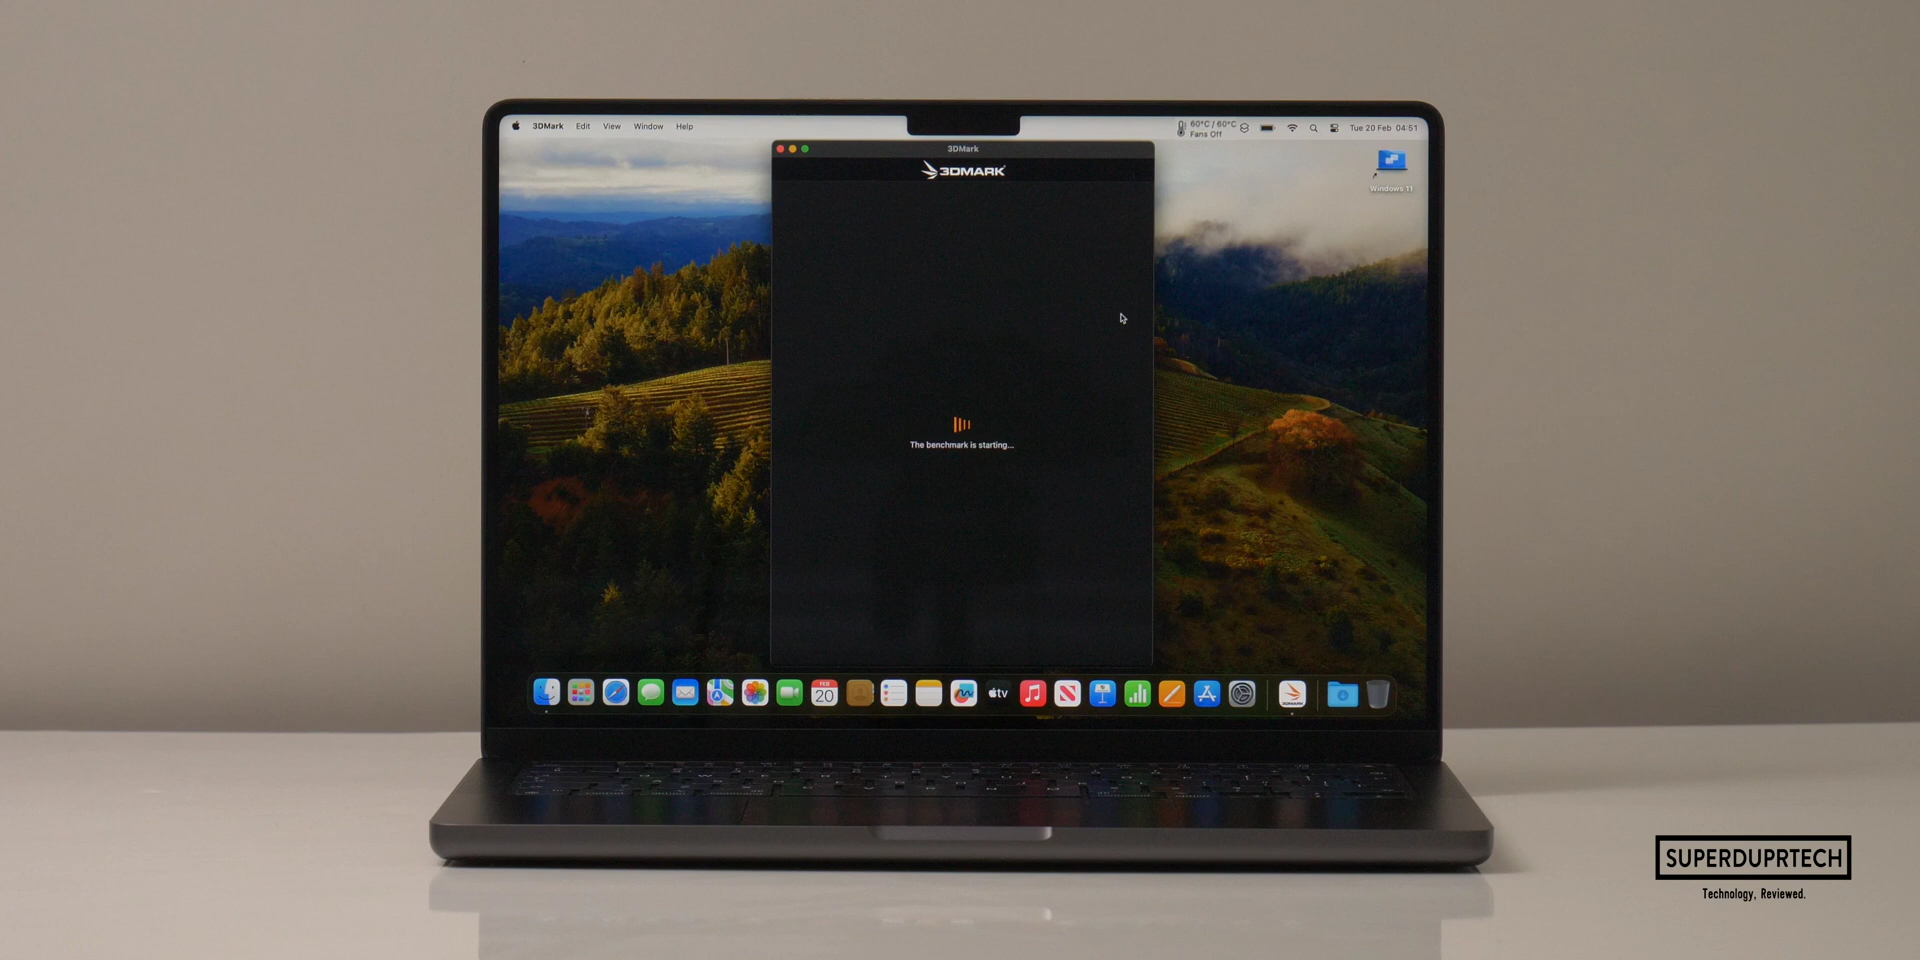 3DMark Edit View Window Help
60°C / 60°C
Fans Off
Tue 20 Feb 04:51
3DMark
3DMARK
Windows 11
The benchmark is starting...
FEB
20
tv
3DMARK
SUPERDUPRTECH
Technology, Reviewed.